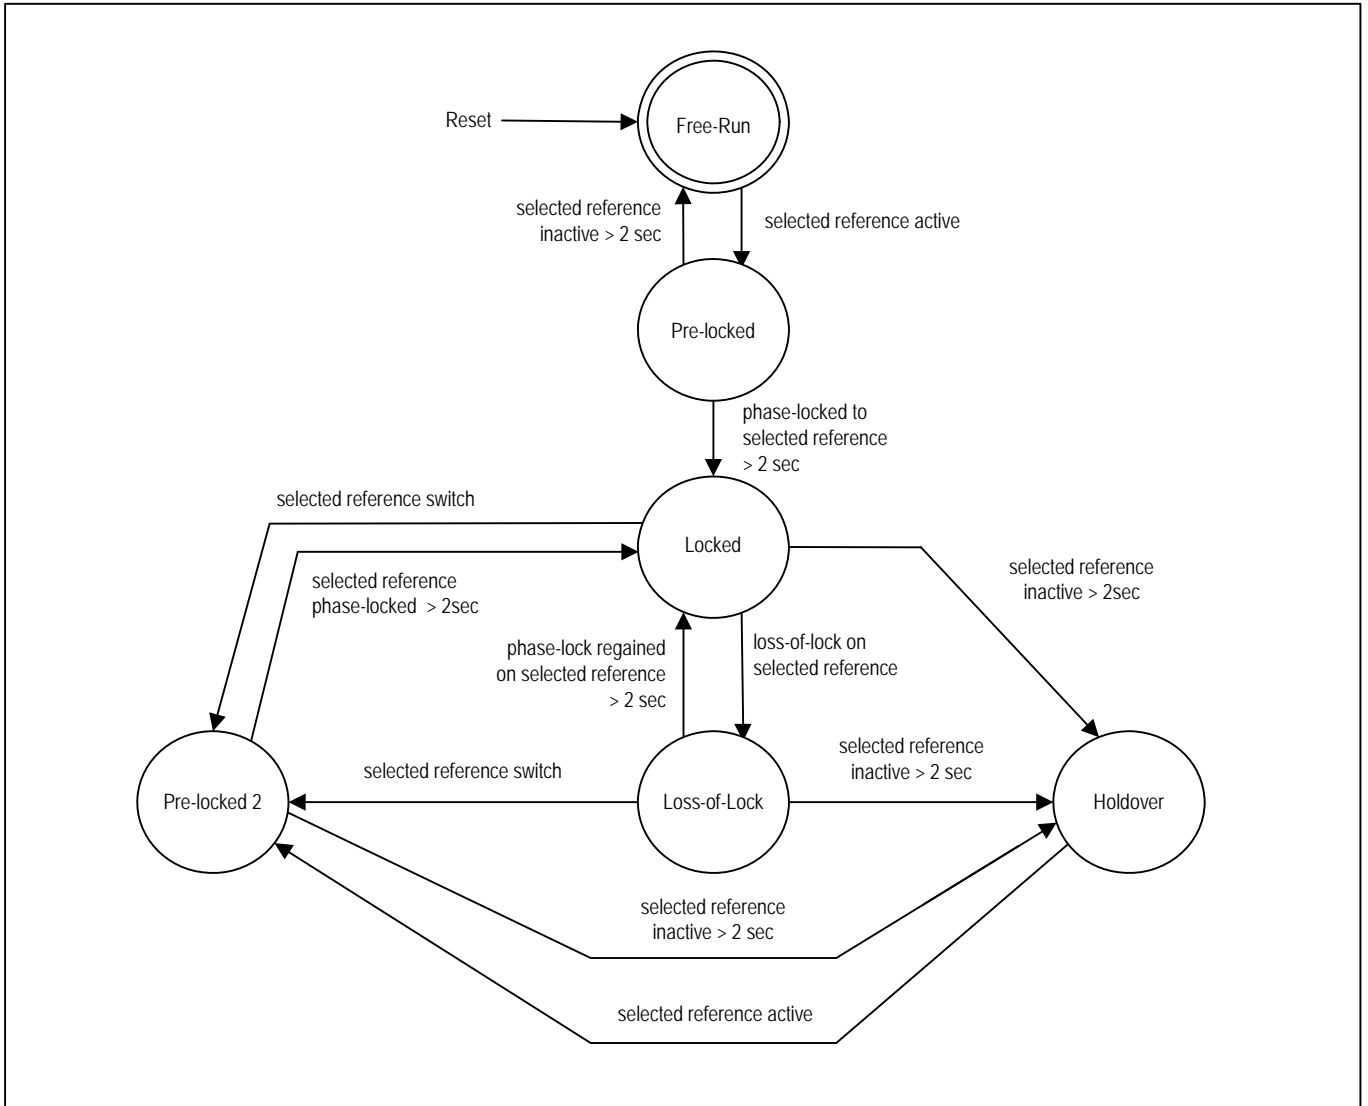 Free-Run
Reset
selected reference
inactive > 2 sec
selected reference active
Pre-locked
phase-locked to
selected reference
> 2 sec
selected reference switch
Locked
selected reference
inactive > 2sec
selected reference
phase-locked > 2sec
phase-lock regained
on selected reference
> 2 sec
loss-of-lock on
selected reference
selected reference
inactive > 2 sec
selected reference switch
Pre-locked 2
Loss-of-Lock
Holdover
selected reference
inactive > 2 sec
selected reference active